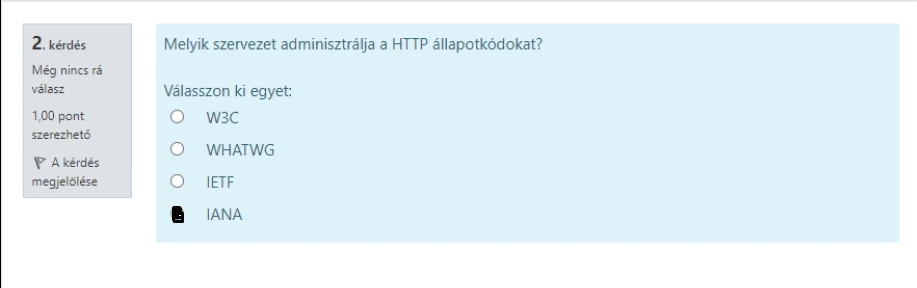 2. kérdés
Még nincs rá
válasz
1,00 pont
szerezhető
A kérdés
megjelölése
Melyik szervezet adminisztrálja a HTTP állapotkódokat?
Válasszon ki egyet:
W3C
WHATWG
IETF
IANA